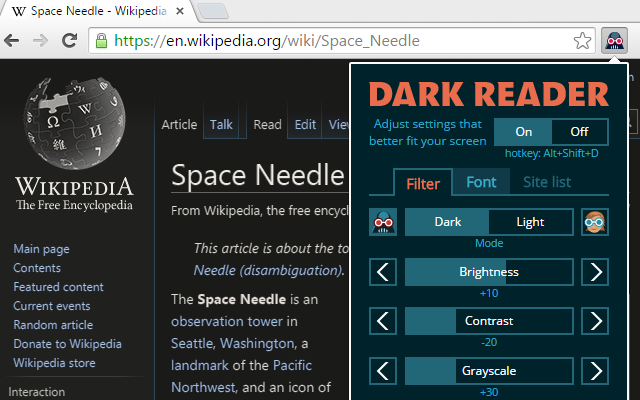 Space Needle - Wikipedia
https://en.wikipedia.org/wiki/Space_Needle
WIKIPEDIA
The Free Encyclopedia
Main page
Contents
Featured content
Current events
Random article
Donate to Wikipedia
Wikipedia store
Interaction
Article Talk Read Edit
Space Needle
From Wikipedia, the free
This article is about the
Needle (disambiguation).
The Space Needle is an
observation tower in
Seattle, Washington, a
landmark of the Pacific
Northwest, and an icon of
DARK READER
Adjust settings that
better fit your screen
On Off
hotkey: Alt+Shift+D
Filter Font Site list
Dark Light
Mode
Brightness
+10
Contrast
-20
Grayscale
+30